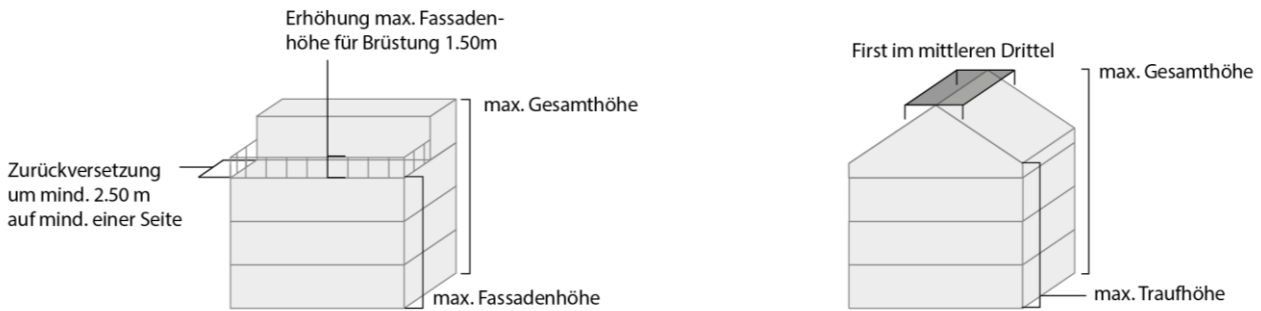 Erhöhung max. Fassaden-
höhe für Brüstung 1.50m
max. Gesamthöhe
Zurückversetzung
um mind. 2.50 m
auf mind. einer Seite
max. Fassadenhöhe
First im mittleren Drittel
max. Gesamthöhe
max. Traufhöhe